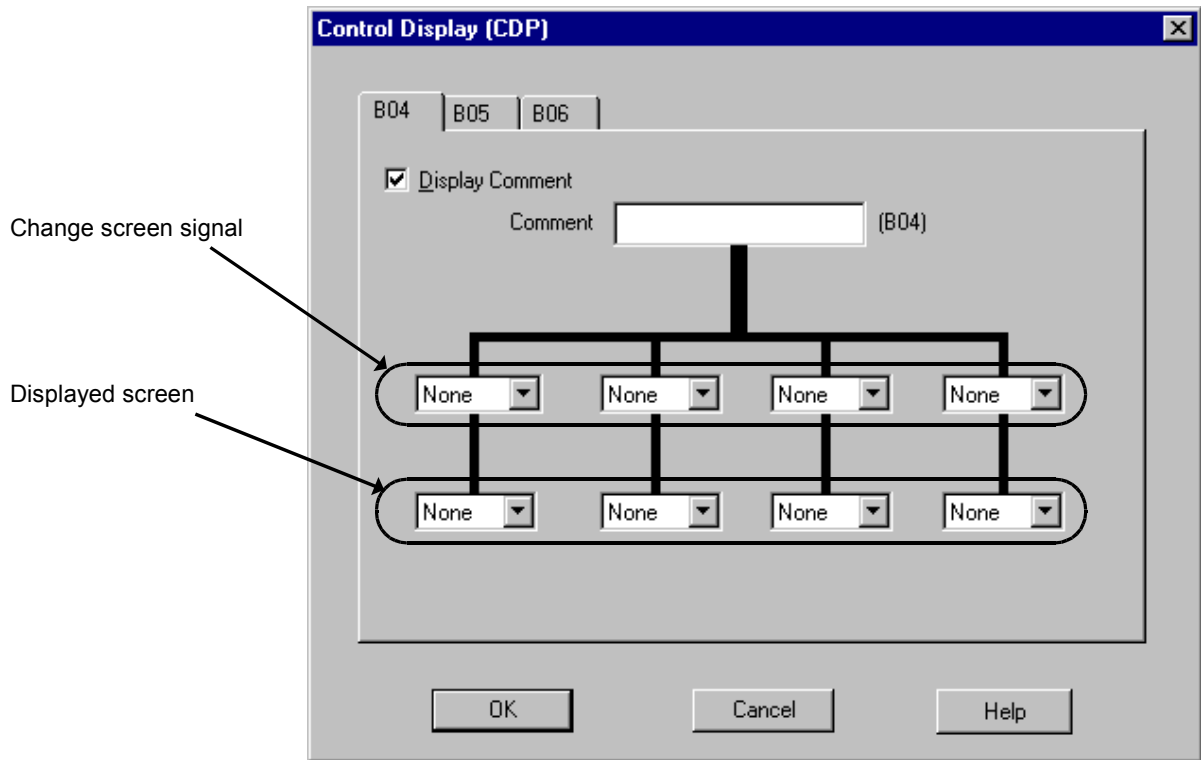 Control Display (CDP)
B04 B05 B06
Display Comment
Comment (B04)
Change screen signal
None None None None
Displayed screen
None None None None
OK Cancel Help